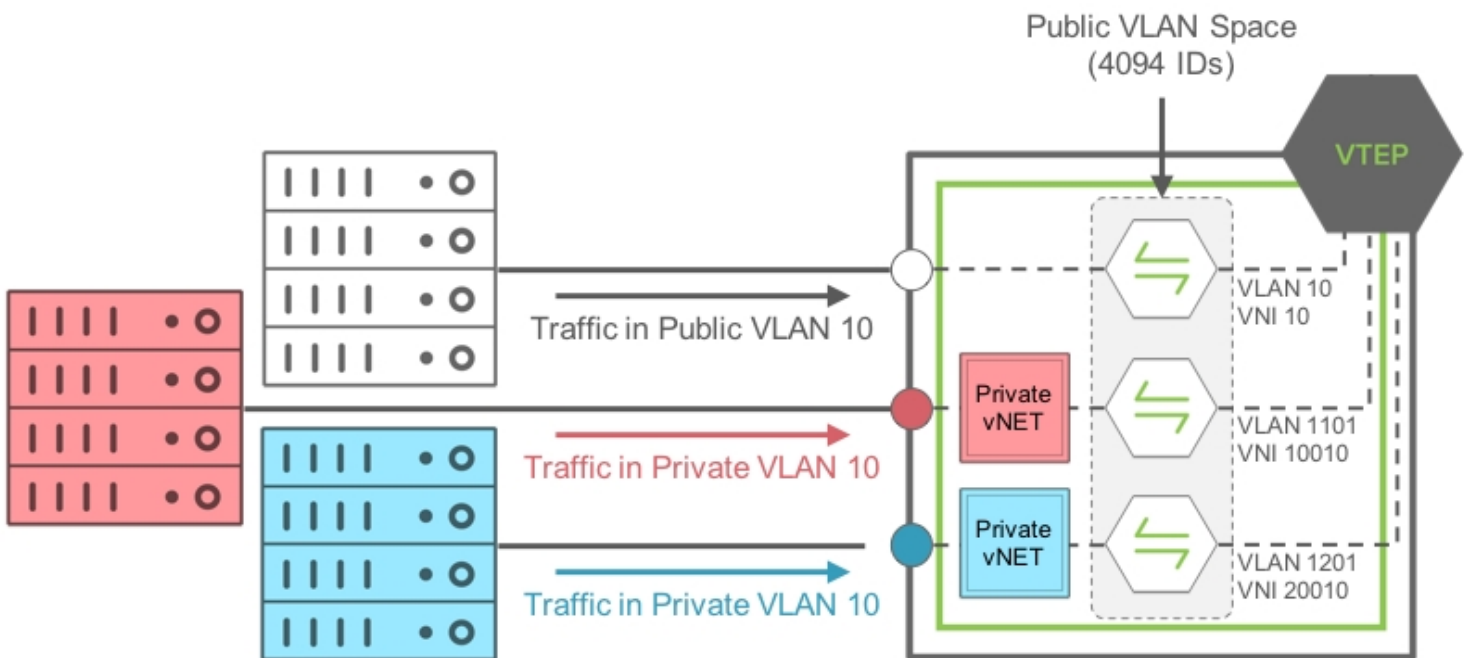 Public VLAN Space
(4094 IDs)
VTEP
Traffic in Public VLAN 10
VLAN 10
VNI 10
Private
vNET
Traffic in Private VLAN 10
VLAN 1101
VNI 10010
Private
vNET
Traffic in Private VLAN 10
VLAN 1201
VNI 20010